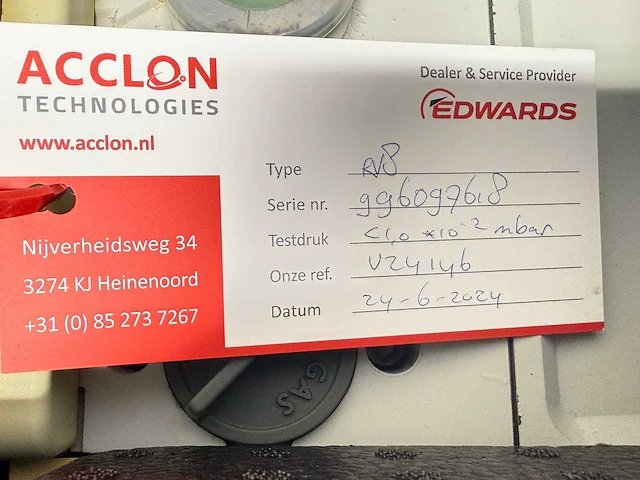 ACCLON
TECHNOLOGIES
www.acclon.nl
Nijverheidsweg 34
3274 KJ Heinenoord
+31 (0) 85 273 7267
Dealer & Service Provider
EDWARDS
Type RV8
Serie nr. 996097618
Testdruk <1,0 *10-2 mbar
Onze ref. V24146
Datum 24-6-2024
GAS